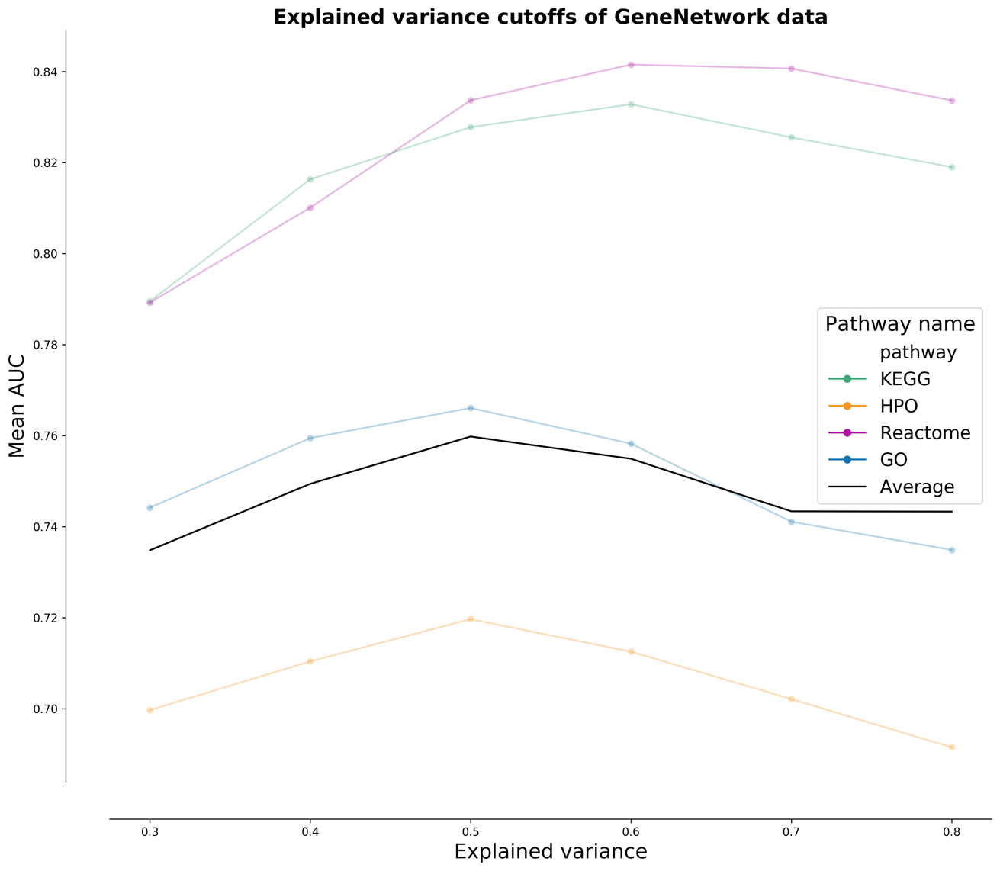 Explained variance cutoffs of GeneNetwork data
Mean AUC
0.84
0.82
0.80
0.78
0.76
0.74
0.72
0.70
Pathway name
pathway
KEGG
HPO
Reactome
GO
Average
0.3 0.4 0.5 0.6 0.7 0.8
Explained variance